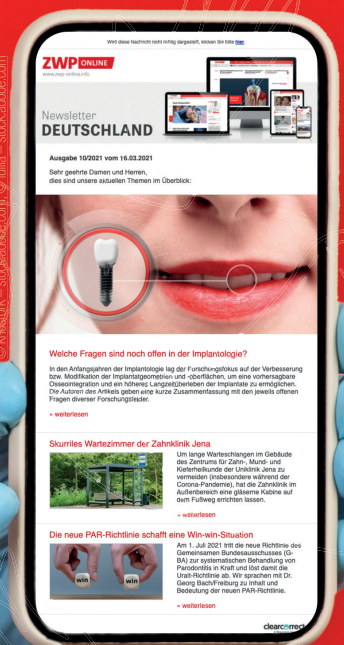 Wird diese Nachricht nicht richtig dargestellt, klicken Sie bitte hier.
ZWP ONLINE
www.zwp-online.info
Newsletter
DEUTSCHLAND
Ausgabe 10/2021 vom 16.03.2021
Sehr geehrte Damen und Herren,
dies sind unsere aktuellen Themen im Überblick:
Welche Fragen sind noch offen in der Implantologie?
In den Anfangsjahren der Implantologie lag der Forschungsfokus auf der Verbesserung
bzw. Modifikation der Implantatgeometrien und -oberflächen, um eine vorhersagbare
Osseointegration und ein höheres Langzeitüberleben der Implantate zu ermöglichen.
Die Autoren des Artikels geben eine kurze Zusammenfassung mit den jeweils offenen
Fragen diverser Forschungsfelder.
» weiterlesen
Skurriles Wartezimmer der Zahnklinik Jena
Um lange Warteschlangen im Gebäude
des Zentrums für Zahn-, Mund- und
Kieferheilkunde der Uniklinik Jena zu
vermeiden (insbesondere während der
Corona-Pandemie), hat die Zahnklinik im
Außenbereich eine gläserne Kabine auf
dem Fußweg errichten lassen.
» weiterlesen
Die neue PAR-Richtlinie schafft eine Win-win-Situation
win
win
Am 1. Juli 2021 tritt die neue Richtlinie des
Gemeinsamen Bundesausschusses (G-
BA) zur systematischen Behandlung von
Parodontitis in Kraft und löst damit die
Uralt-Richtlinie ab. Wir sprachen mit Dr.
Georg Bach/Freiburg zu Inhalt und
Bedeutung der neuen PAR-Richtlinie.
» weiterlesen
clearcorrect